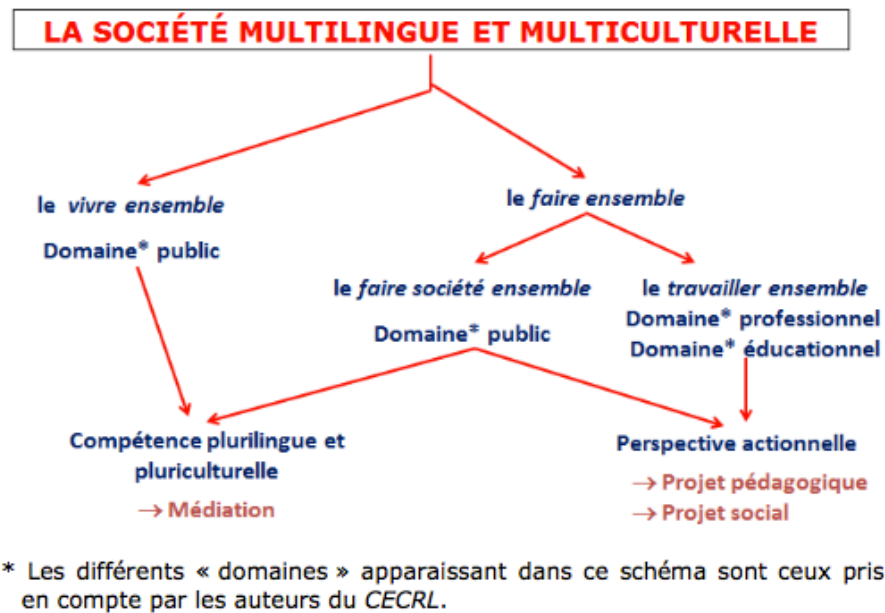 LA SOCIÉTÉ MULTILINGUE ET MULTICULTURELLE
le vivre ensemble
Domaine* public
le faire ensemble
le faire société ensemble
Domaine* public
le travailler ensemble
Domaine* professionnel
Domaine* éducationnel
Compétence plurilingue et
pluriculturelle
→ Médiation
Perspective actionnelle
→ Projet pédagogique
→ Projet social
* Les différents « domaines » apparaissant dans ce schéma sont ceux pris
en compte par les auteurs du CECRL.